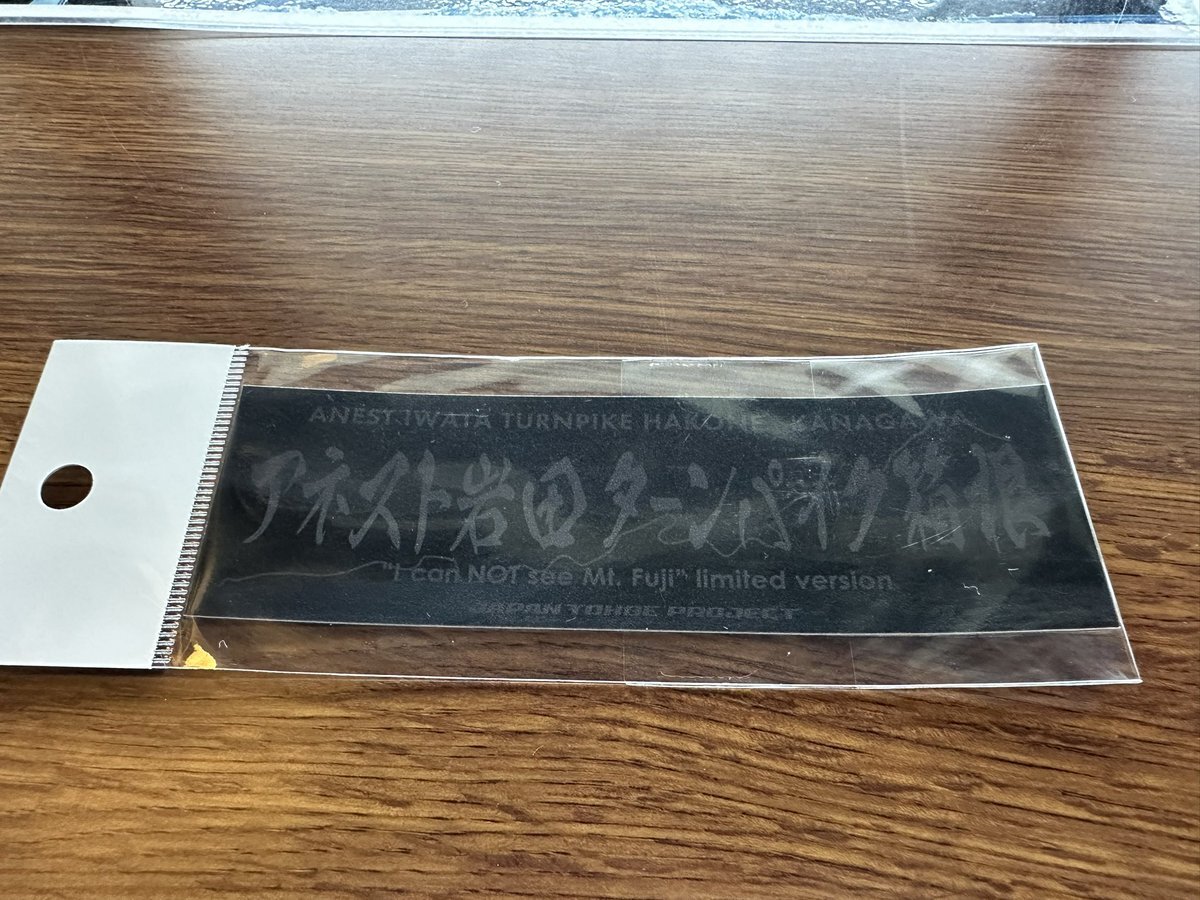 ANEST IWATA TURNPIKE HAKONE KANAGAWA
アネスト岩田ターンパイク箱根
"I can NOT see Mt. Fuji" limited version
JAPAN TOHGE PROJECT